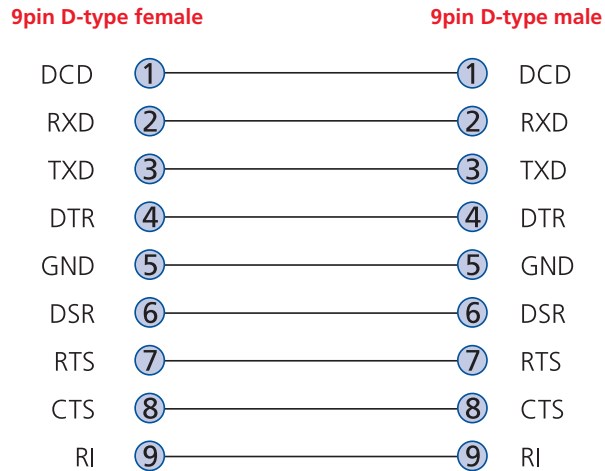 9pin D-type female 9pin D-type male
DCD 1 1 DCD
RXD 2 2 RXD
TXD 3 3 TXD
DTR 4 4 DTR
GND 5 5 GND
DSR 6 6 DSR
RTS 7 7 RTS
CTS 8 8 CTS
RI 9 9 RI